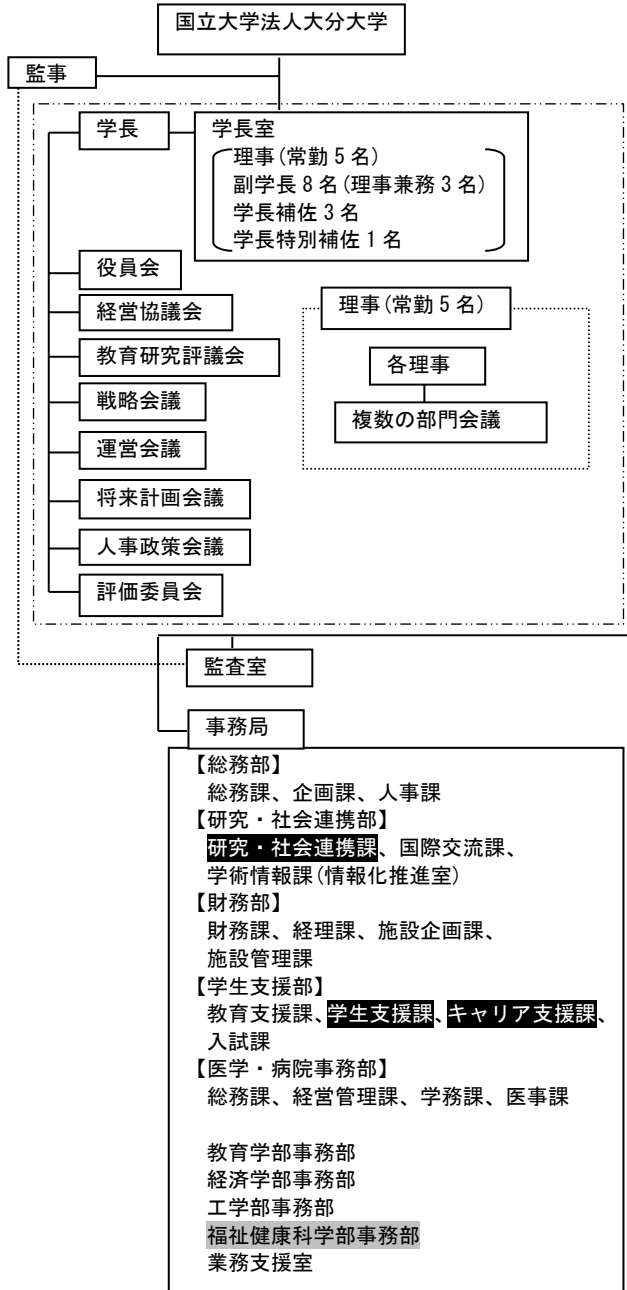 国立大学法人大分大学
監事
学長
学長室
理事(常勤5名)
副学長8名(理事兼務3名)
学長補佐3名
学長特別補佐1名
役員会
経営協議会
教育研究評議会
戦略会議
運営会議
将来計画会議
人事政策会議
評価委員会
理事(常勤5名)
各理事
複数の部門会議
監査室
事務局
【総務部】
総務課、企画課、人事課
【研究・社会連携部】
研究・社会連携課、国際交流課、
学術情報課(情報化推進室)
【財務部】
財務課、経理課、施設企画課、
施設管理課
【学生支援部】
教育支援課、学生支援課、キャリア支援課、
入試課
【医学・病院事務部】
総務課、経営管理課、学務課、医事課
教育学部事務部
経済学部事務部
工学部事務部
福祉健康科学部事務部
業務支援室